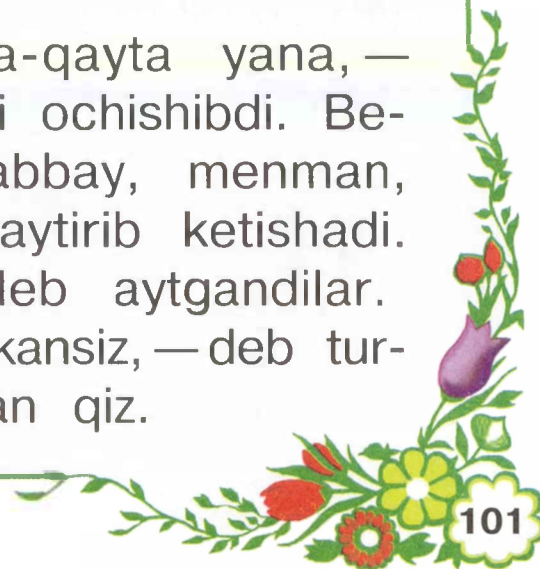 a-qayta yana, —
i ochishibdi. Be-
abbay, menman,
aytirib ketishadi.
deb aytgandilar.
kansiz, — deb tur-
an qiz.
101